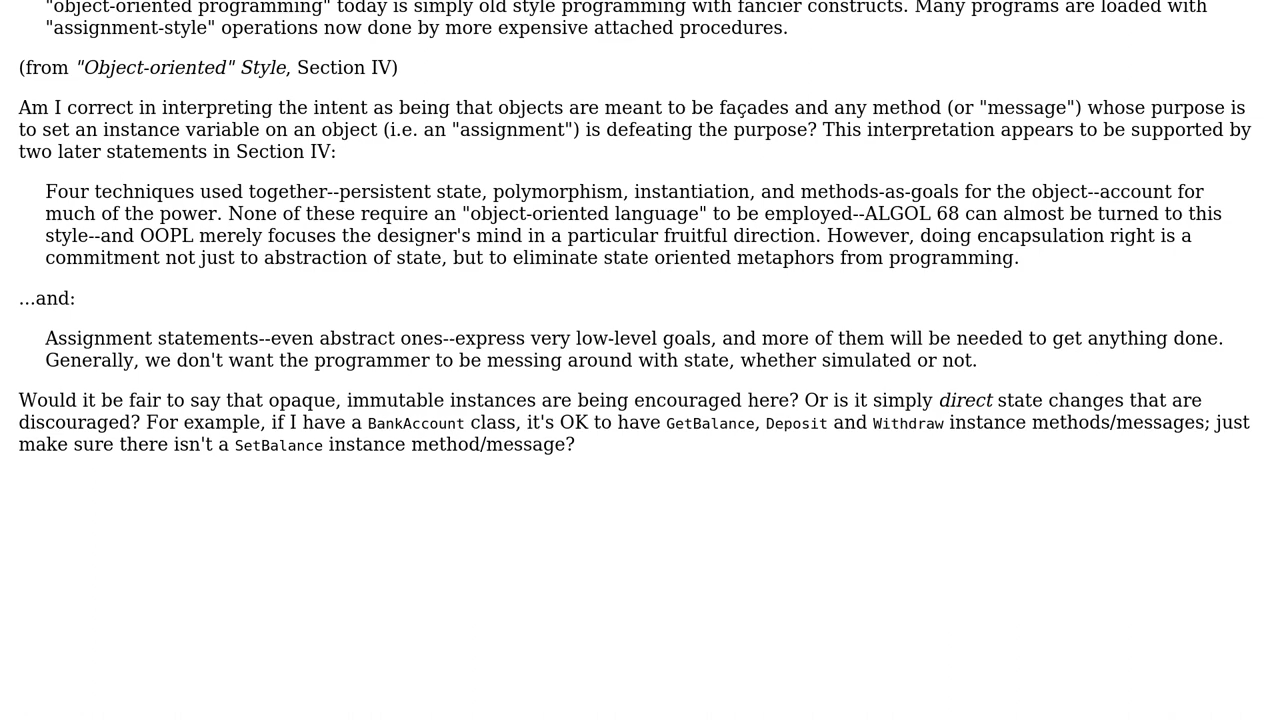 "object-oriented programming" today is simply old style programming with fancier constructs. Many programs are loaded with
"assignment-style" operations now done by more expensive attached procedures.
(from "Object-oriented" Style, Section IV)
Am I correct in interpreting the intent as being that objects are meant to be façades and any method (or "message") whose purpose is
to set an instance variable on an object (i.e. an "assignment") is defeating the purpose? This interpretation appears to be supported by
two later statements in Section IV:
Four techniques used together--persistent state, polymorphism, instantiation, and methods-as-goals for the object--account for
much of the power. None of these require an "object-oriented language" to be employed--ALGOL 68 can almost be turned to this
style--and OOPL merely focuses the designer's mind in a particular fruitful direction. However, doing encapsulation right is a
commitment not just to abstraction of state, but to eliminate state oriented metaphors from programming.
...and:
Assignment statements--even abstract ones--express very low-level goals, and more of them will be needed to get anything done.
Generally, we don't want the programmer to be messing around with state, whether simulated or not.
Would it be fair to say that opaque, immutable instances are being encouraged here? Or is it simply direct state changes that are
discouraged? For example, if I have a BankAccount class, it's OK to have GetBalance, Deposit and Withdraw instance methods/messages; just
make sure there isn't a SetBalance instance method/message?